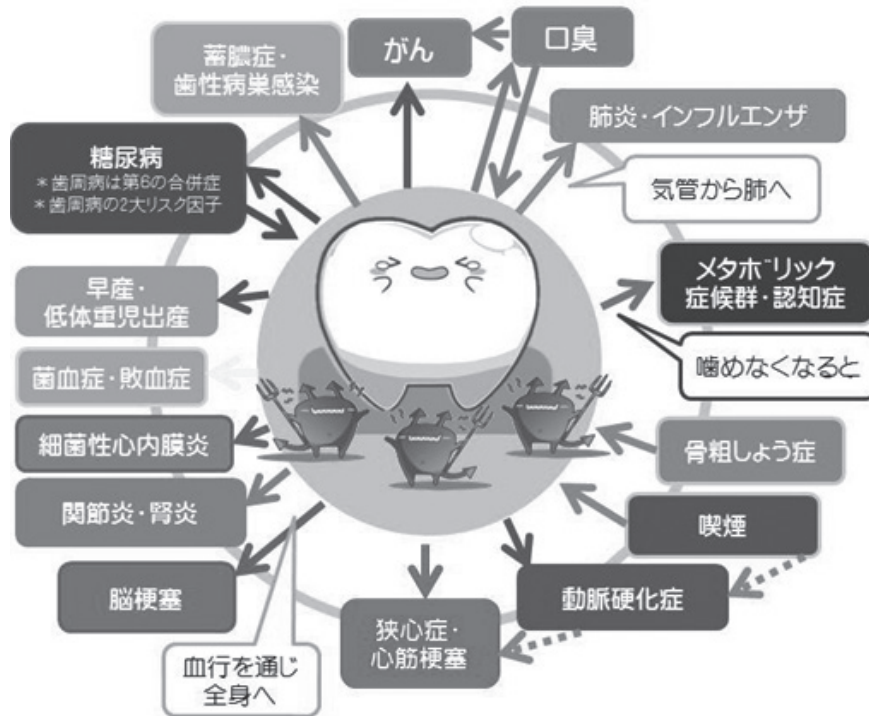 がん
口臭
蓄膿症・
歯性病巣感染
肺炎・インフルエンザ
糖尿病
＊歯周病は第6の合併症
＊歯周病の2大リスク因子
気管から肺へ
メタボリック
症候群・認知症
早産・
低体重児出産
噛めなくなると
菌血症・敗血症
細菌性心内膜炎
骨粗しょう症
関節炎・腎炎
喫煙
脳梗塞
動脈硬化症
狭心症・
心筋梗塞
血行を通じ
全身へ